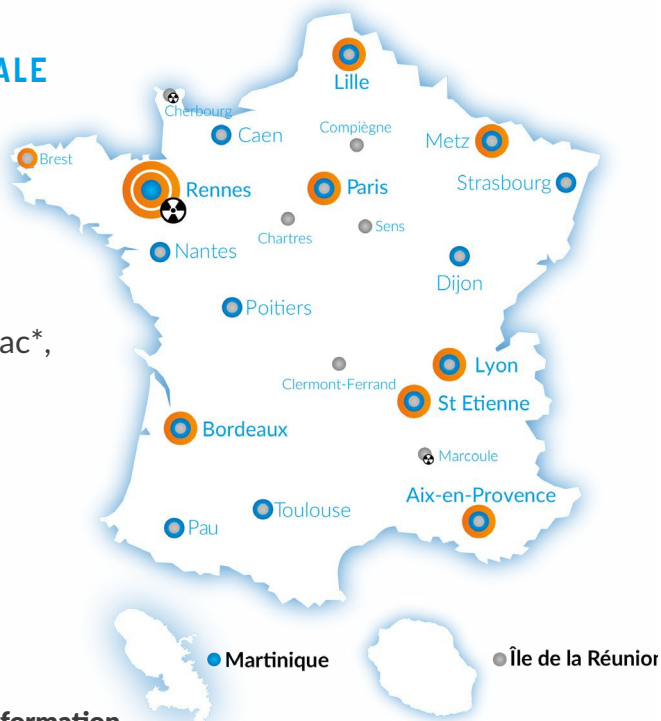 ALE
Lille
Cherbourg
Caen
Compiègne
Metz
Brest
Rennes
Paris
Strasbourg
Chartres
Sens
Nantes
Dijon
Poitiers
ac*,
Lyon
Clermont-Ferrand
St Etienne
Bordeaux
Marcoule
Aix-en-Provence
Toulouse
Pau
Martinique
Île de la Réunion
formation